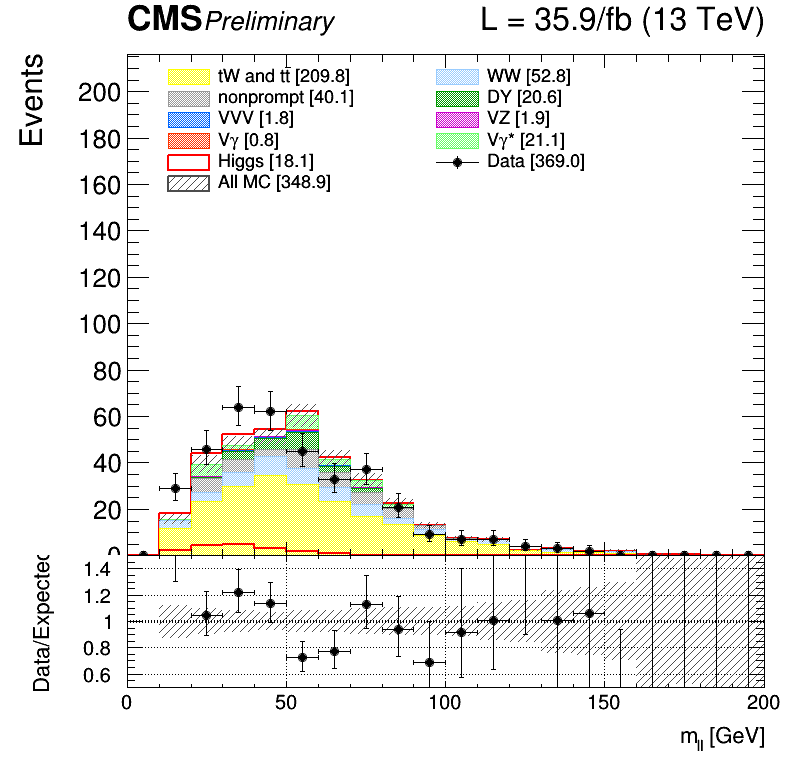 CMS Preliminary L = 35.9/fb (13 TeV)
Events
tW and tt̄ [209.8] WW [52.8]
nonprompt [40.1] DY [20.6]
VVV [1.8] VZ [1.9]
Vγ [0.8] Vγ* [21.1]
Higgs [18.1] Data [369.0]
All MC [348.9]
200
180
160
140
120
100
80
60
40
20
0
Data/Expected
1.4
1.2
1
0.8
0.6
0 50 100 150 200
m_ll [GeV]